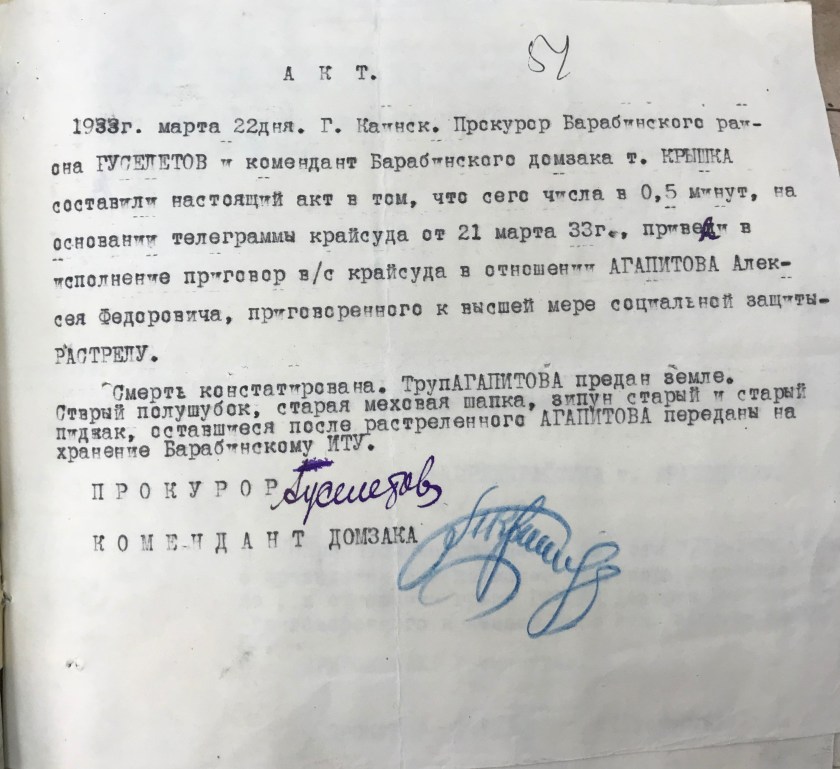 54
А К Т.
1933г. марта 22дня. Г. Каинск. Прокурор Барабинского рай-
она ГУСЕЛЕТОВ и комендант Барабинского домзака т. КРЫШКА
составили настоящий акт в том, что сего числа в 0,5 минут, на
основании телеграммы крайсуда от 21 марта 33г., привели в
исполнение приговор в/с крайсуда в отношении АГАПИТОВА Алек-
сея Федоровича, приговоренного к высшей мере социальной защиты-
РАСТРЕЛУ.
Смерть констатирована. ТрупАГАПИТОВА предан земле.
Старый полушубок, старая меховая шапка, зипун старый и старый
пиджак, оставшиеся после растреленного АГАПИТОВА переданы на
хранение Барабинскому ИТУ.
П Р О К У Р О Р Гуселетов
К О М Е Н Д А Н Т ДОМЗАКА